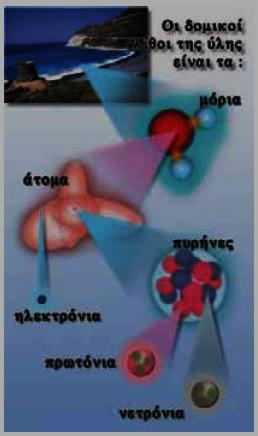 Οι δομικοί
λίθοι της ύλης
είναι τα :
μόρια
άτομα
πυρήνες
ηλεκτρόνια
πρωτόνια
νετρόνια